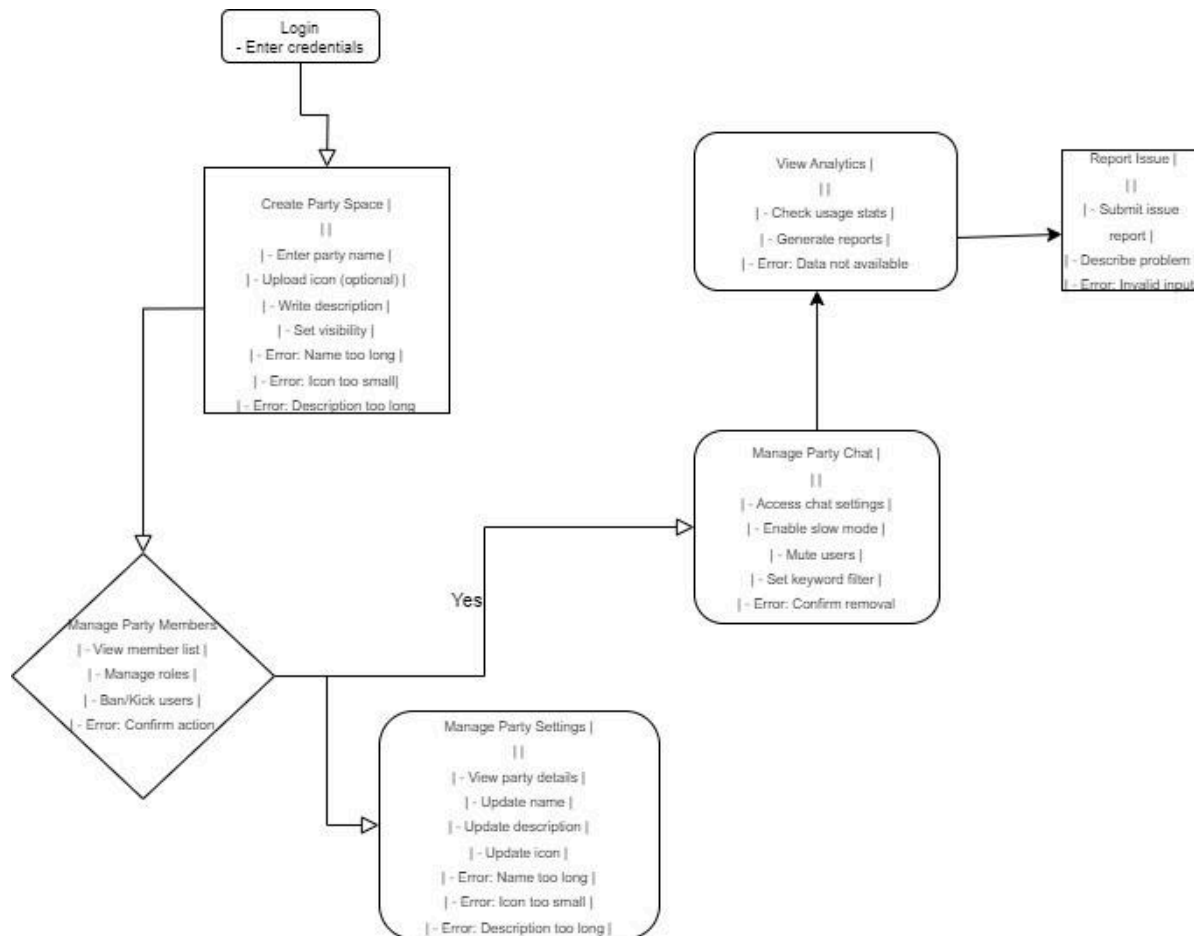 Login
- Enter credentials
Create Party Space |
| |
| - Enter party name |
| - Upload icon (optional) |
| - Write description |
| - Set visibility |
| - Error: Name too long |
| - Error: Icon too small|
| - Error: Description too long
Manage Party Members
| - View member list |
| - Manage roles |
| - Ban/Kick users |
| - Error: Confirm action
Yes
Manage Party Settings |
| |
| - View party details |
| - Update name |
| - Update description |
| - Update icon |
| - Error: Name too long |
| - Error: Icon too small |
| - Error: Description too long |
Manage Party Chat |
| |
| - Access chat settings |
| - Enable slow mode |
| - Mute users |
| - Set keyword filter |
| - Error: Confirm removal
View Analytics |
| |
| - Check usage stats |
| - Generate reports |
| - Error: Data not available
Report Issue |
| |
| - Submit issue
report |
| - Describe problem
| - Error: Invalid input